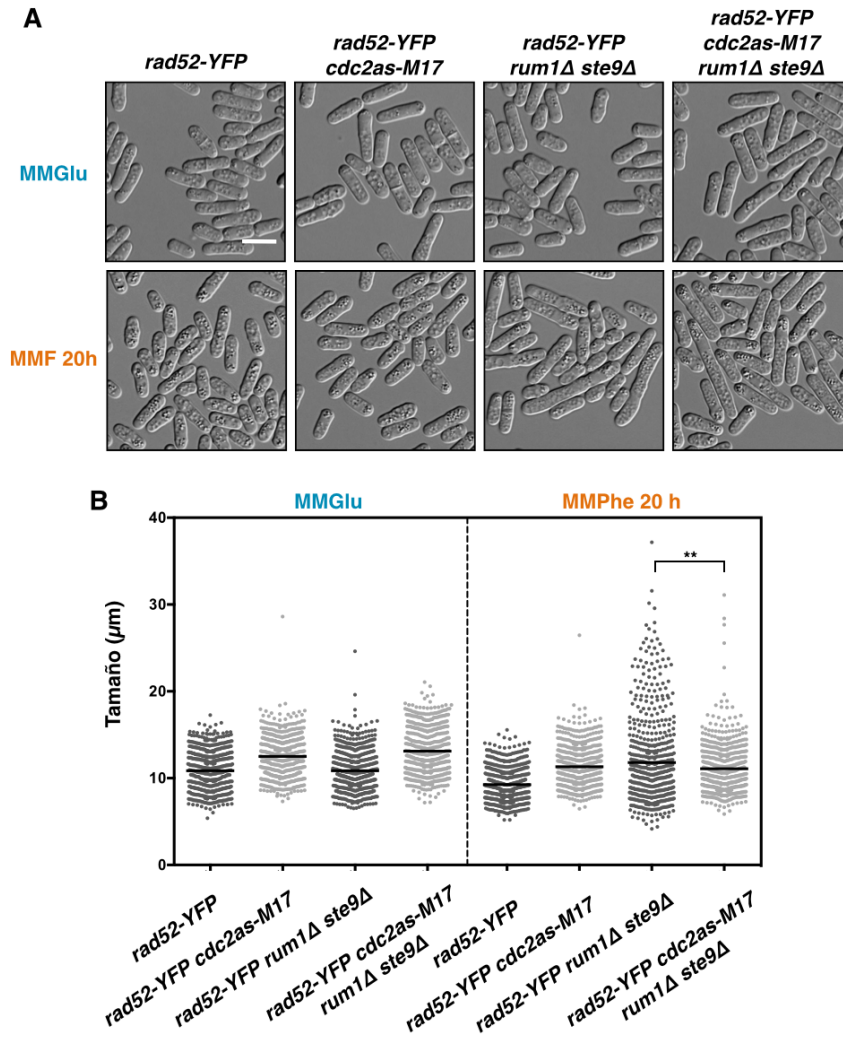 A
rad52-YFP
rad52-YFP
cdc2as-M17
rad52-YFP
rum1Δ ste9Δ
rad52-YFP
cdc2as-M17
rum1Δ ste9Δ
MMGlu
MMF 20h
B
MMGlu
MMPhe 20 h
Tamaño (µm)
40
30
20
10
0
**
rad52-YFP
rad52-YFP cdc2as-M17
rad52-YFP rum1Δ ste9Δ
rad52-YFP cdc2as-M17
rum1Δ ste9Δ
rad52-YFP
rad52-YFP cdc2as-M17
rad52-YFP rum1Δ ste9Δ
rad52-YFP cdc2as-M17
rum1Δ ste9Δ